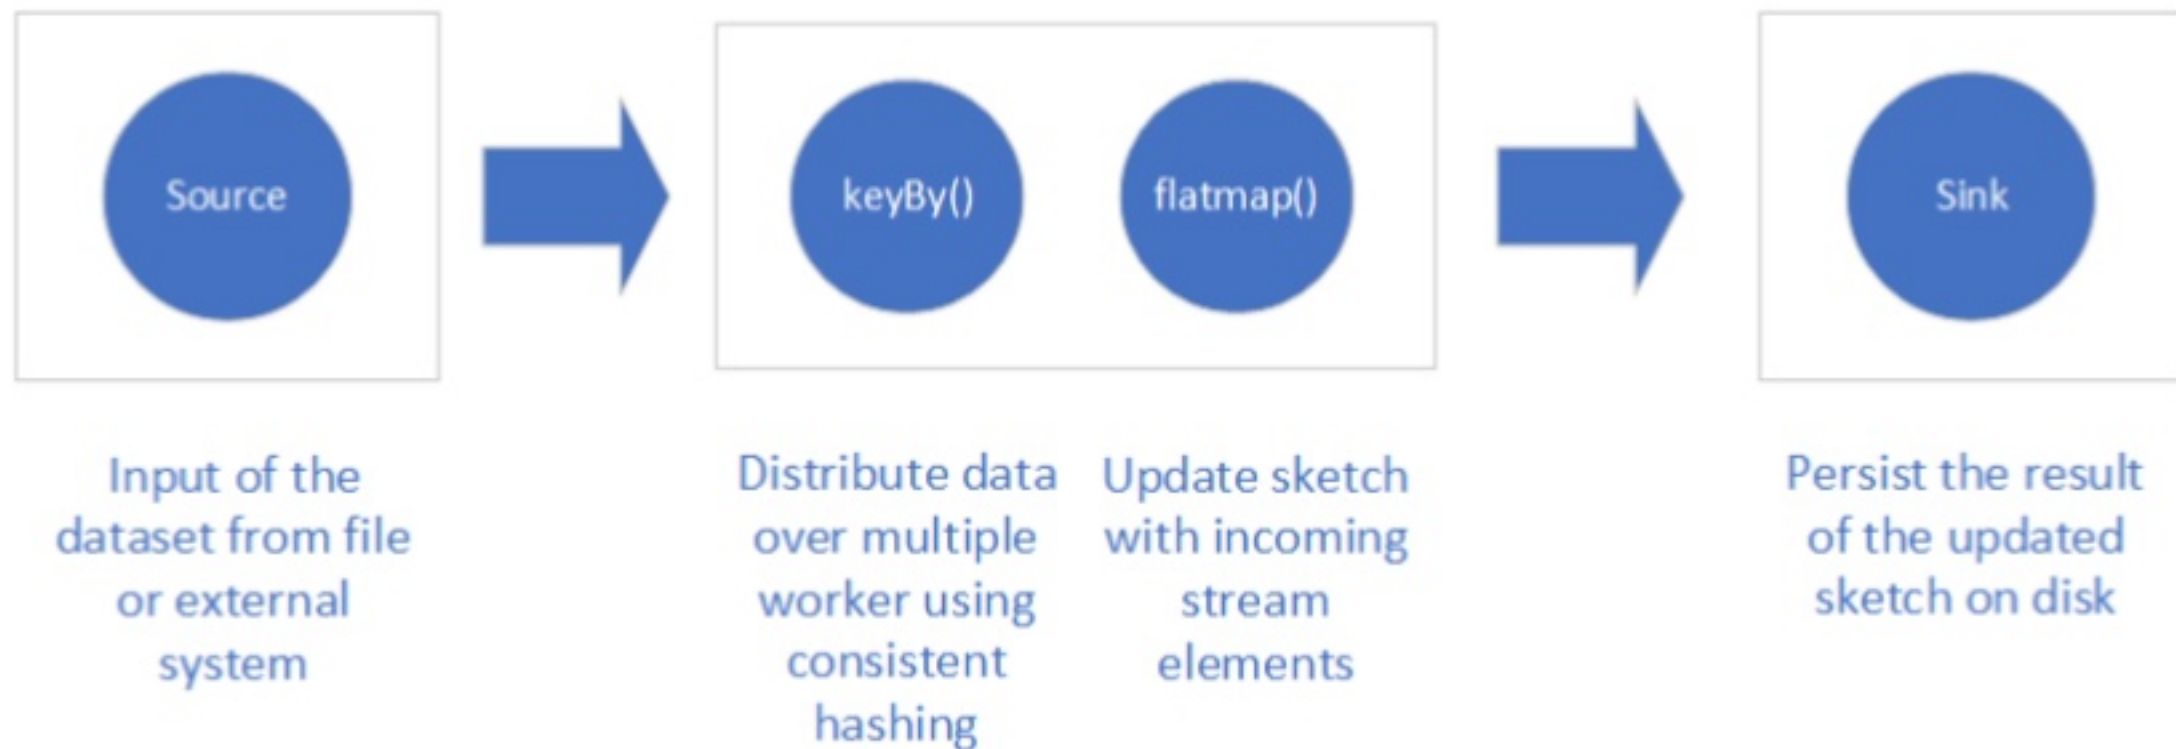 Source
keyBy()
flatmap()
Sink
Input of the
dataset from file
or external
system
Distribute data
over multiple
worker using
consistent
hashing
Update sketch
with incoming
stream
elements
Persist the result
of the updated
sketch on disk